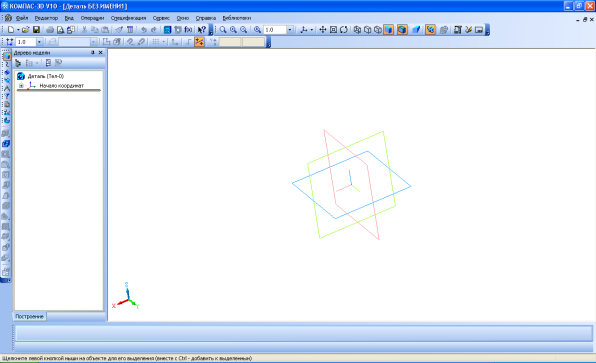 КОМПАС-3D V10 - [Деталь БЕЗ ИМЕНИ1]
Файл Редактор Вид Операции Спецификация Сервис Окно Справка Библиотеки
f(x) 1.0
1.0
Дерево модели
Деталь (Тел-0)
Начало координат
Z
X Y
Построение
Щелкните левой кнопкой мыши на объекте для его выделения (вместе с Ctrl - добавить к выделенным)